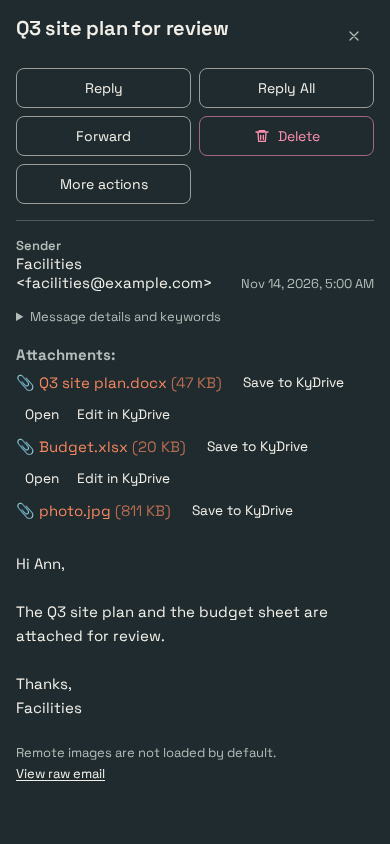 Q3 site plan for review
Reply
Reply All
Forward
Delete
More actions
Sender
Facilities
<facilities@example.com>
Nov 14, 2026, 5:00 AM
Message details and keywords
Attachments:
Q3 site plan.docx (47 KB) Save to KyDrive
Open Edit in KyDrive
Budget.xlsx (20 KB) Save to KyDrive
Open Edit in KyDrive
photo.jpg (811 KB) Save to KyDrive
Hi Ann,
The Q3 site plan and the budget sheet are
attached for review.
Thanks,
Facilities
Remote images are not loaded by default.
View raw email